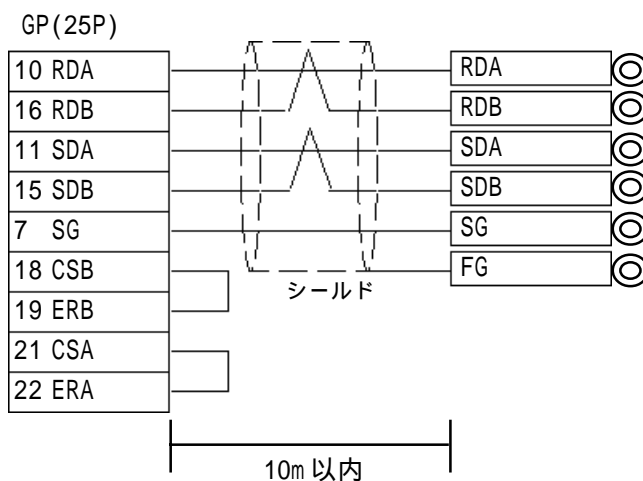 GP(25P)
10 RDA RDA
16 RDB RDB
11 SDA SDA
15 SDB SDB
7 SG SG
18 CSB FG
シールド
19 ERB
21 CSA
22 ERA
10m 以内